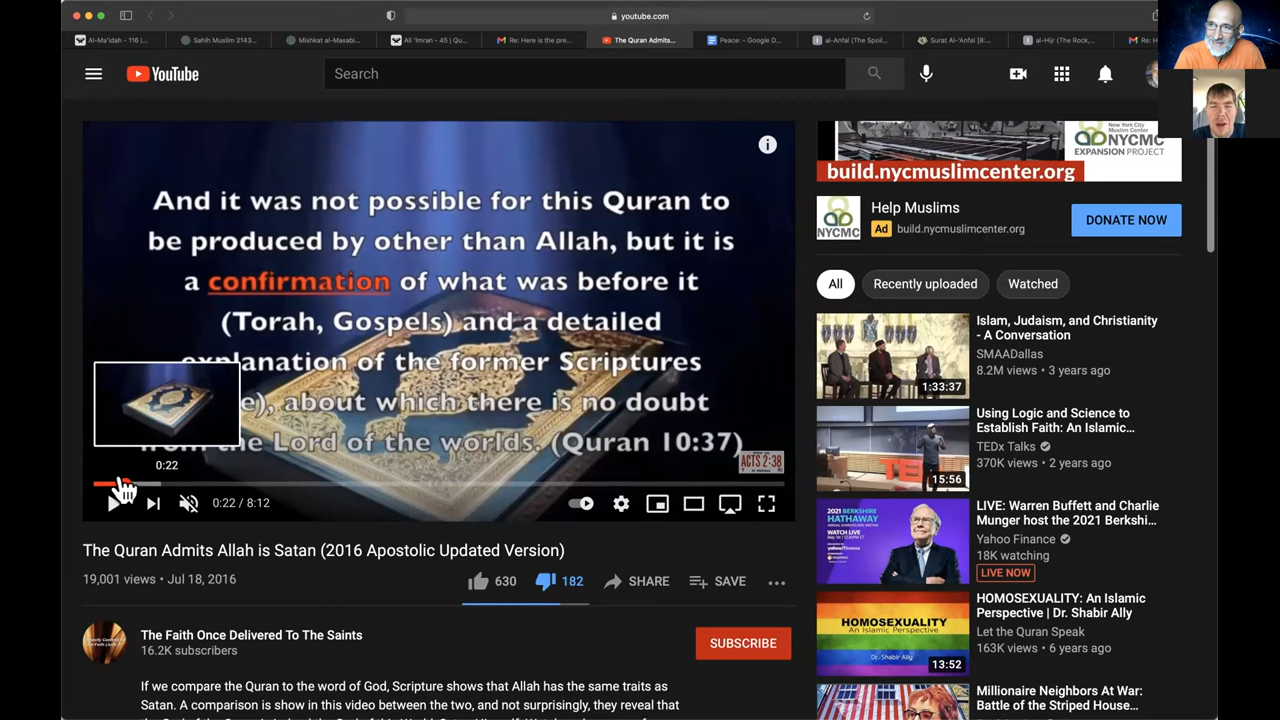 youtube.com
Al-Ma'idah - 116 |...
Sahih Muslim 2143...
Mishkat al-Masabi...
Ali 'Imran - 45 | Qu...
Re: Here is the pre...
The Quran Admits...
Peace: - Google D...
al-Anfal (The Spoil...
Surat Al-'Anfal [8:...
al-Hijr (The Rock,...
Re: H
YouTube
Search
And it was not possible for this Quran to
be produced by other than Allah, but it is
a confirmation of what was before it
(Torah, Gospels) and a detailed
explanation of the former Scriptures
e), about which there is no doubt
the Lord of the worlds. (Quran 10:37)
ACTS 2:38
0:22
0:22 / 8:12
The Quran Admits Allah is Satan (2016 Apostolic Updated Version)
19,001 views • Jul 18, 2016
630
182
SHARE
SAVE
The Faith Once Delivered To The Saints
16.2K subscribers
SUBSCRIBE
If we compare the Quran to the word of God, Scripture shows that Allah has the same traits as
Satan. A comparison is show in this video between the two, and not surprisingly, they reveal that
New York City
Muslim Center
NYCMC
EXPANSION PROJECT
build.nycmuslimcenter.org
NYCMC
Help Muslims
Ad build.nycmuslimcenter.org
DONATE NOW
All
Recently uploaded
Watched
Islam, Judaism, and Christianity
- A Conversation
SMAADallas
8.2M views • 3 years ago
1:33:37
Using Logic and Science to
Establish Faith: An Islamic...
TEDx Talks
370K views • 2 years ago
TED
15:56
LIVE: Warren Buffett and Charlie
Munger host the 2021 Berkshi...
Yahoo Finance
18K watching
LIVE NOW
2021 BERKSHIRE
HATHAWAY
WATCH LIVE
HOMOSEXUALITY: An Islamic
Perspective | Dr. Shabir Ally
Let the Quran Speak
163K views • 6 years ago
HOMOSEXUALITY
An Islamic Perspective
Dr. Shabir Ally
13:52
Millionaire Neighbors At War:
Battle of the Striped House...